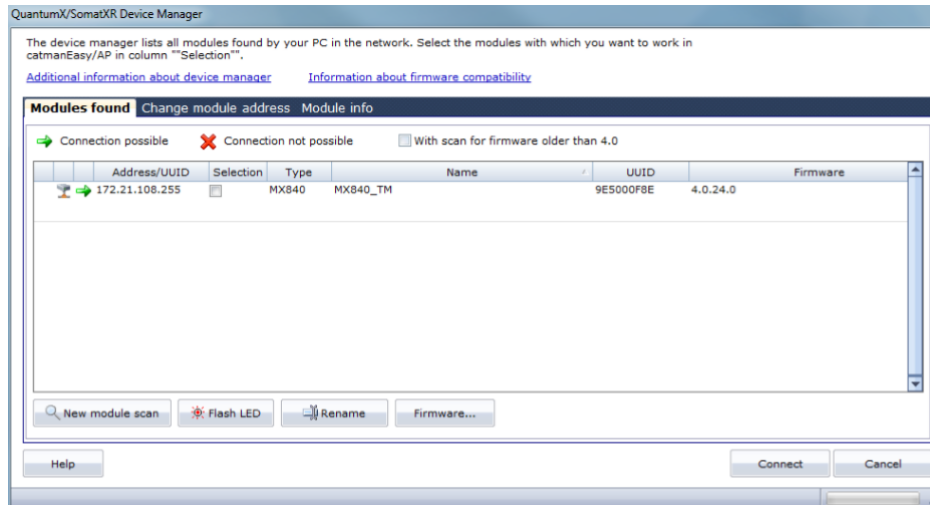 QuantumX/SomatXR Device Manager
The device manager lists all modules found by your PC in the network. Select the modules with which you want to work in
catmanEasy/AP in column ""Selection"".
Additional information about device manager Information about firmware compatibility
Modules found Change module address Module info
Connection possible Connection not possible With scan for firmware older than 4.0
Address/UUID Selection Type Name UUID Firmware
172.21.108.255 MX840 MX840_TM 9E5000F8E 4.0.24.0
New module scan Flash LED Rename Firmware...
Help Connect Cancel